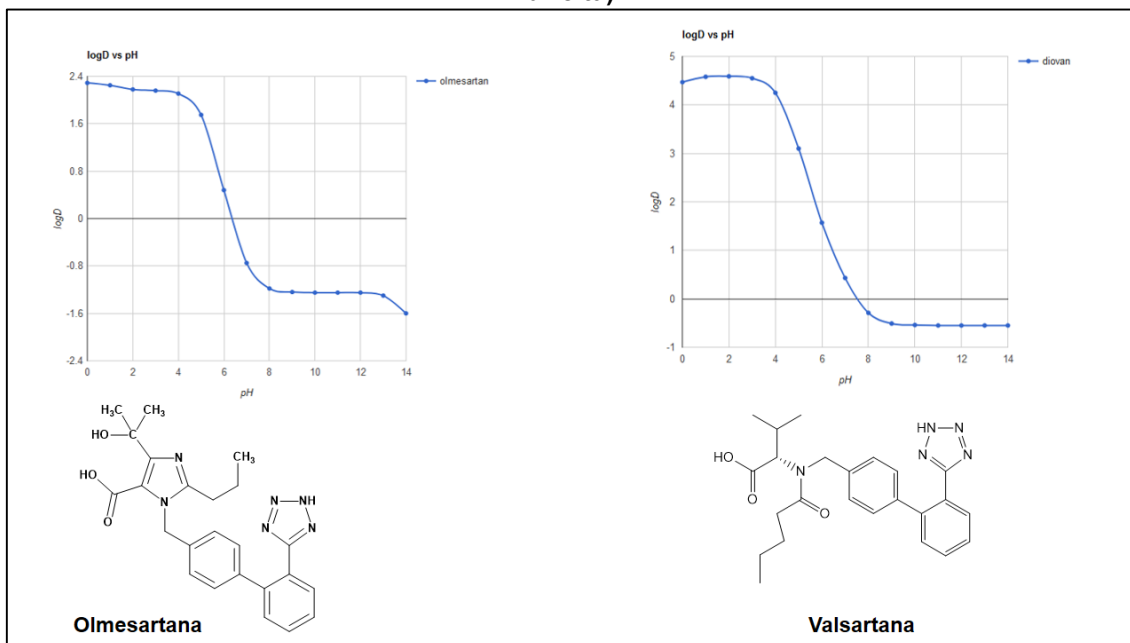 logD vs pH
olmesartan
2.4
1.6
0.8
0
-0.8
-1.6
-2.4
0 2 4 6 8 10 12 14
logD
pH
logD vs pH
diovan
5
4
3
2
1
0
-1
0 2 4 6 8 10 12 14
logD
pH
H₃C CH₃
HO
N CH₃
HO
O N
N NH
N N
Olmesartana
HN N
N N
HO
O N
O
Valsartana